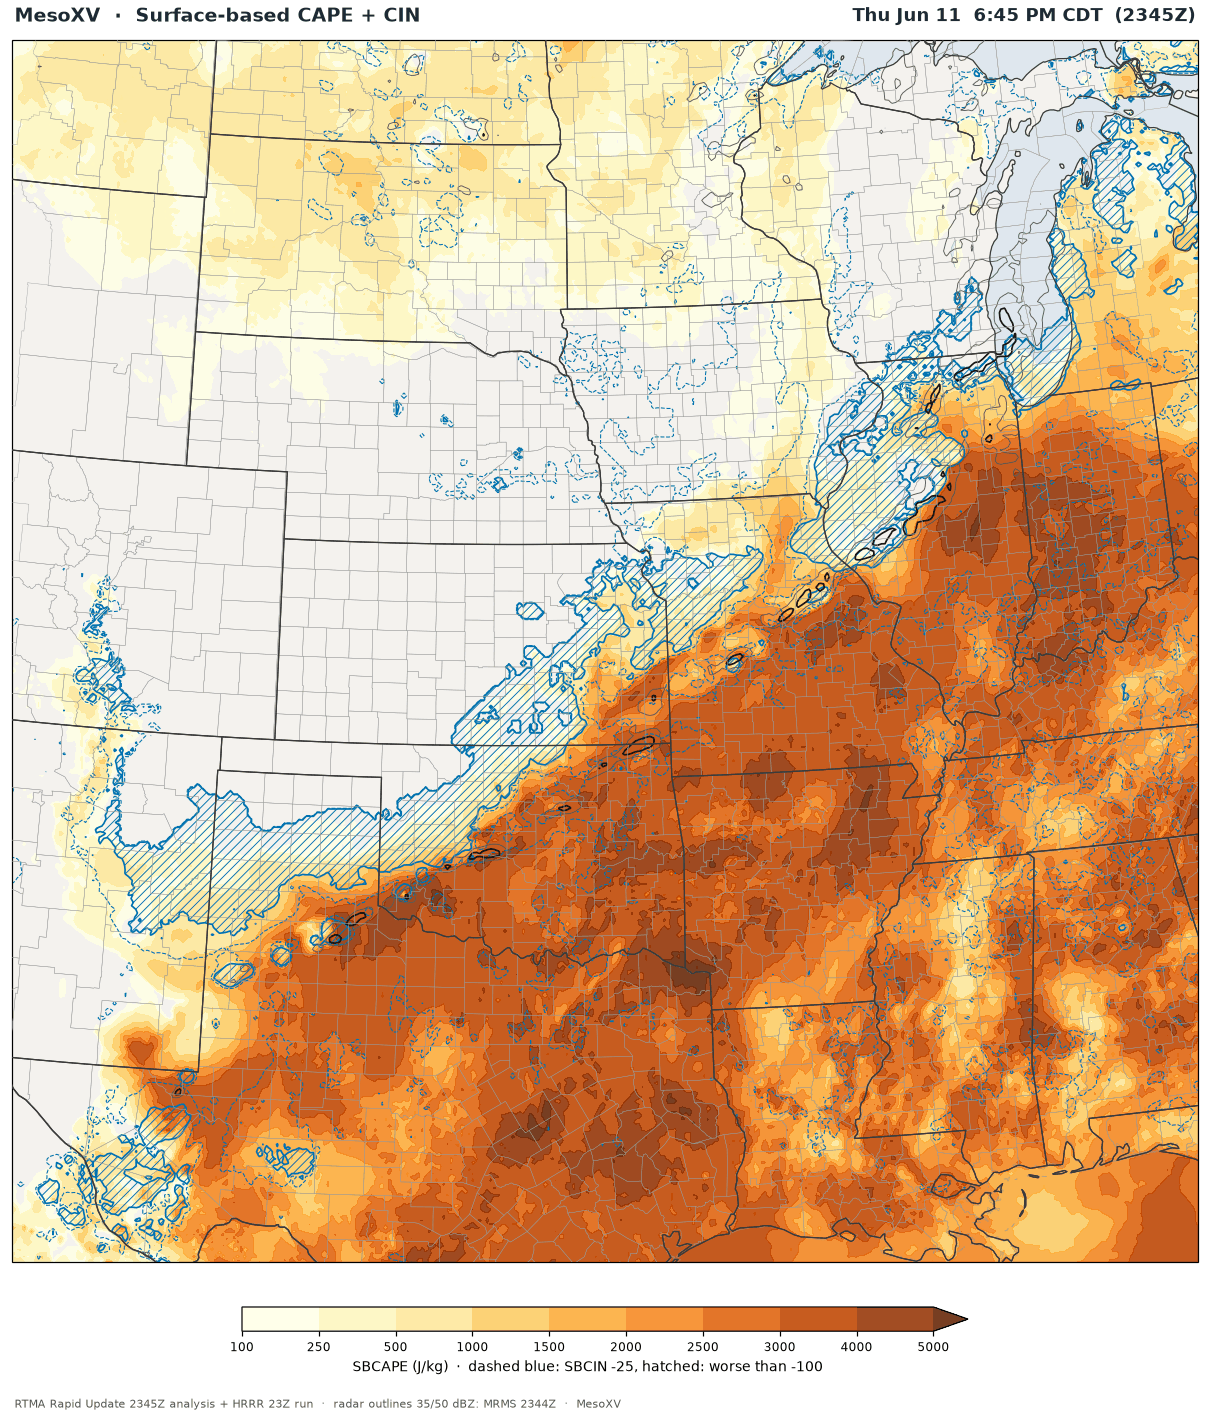 MesoXV · Surface-based CAPE + CIN
Thu Jun 11 6:45 PM CDT (2345Z)
100 250 500 1000 1500 2000 2500 3000 4000 5000
SBCAPE (J/kg) · dashed blue: SBCIN -25, hatched: worse than -100
RTMA Rapid Update 2345Z analysis + HRRR 23Z run · radar outlines 35/50 dBZ: MRMS 2344Z · MesoXV